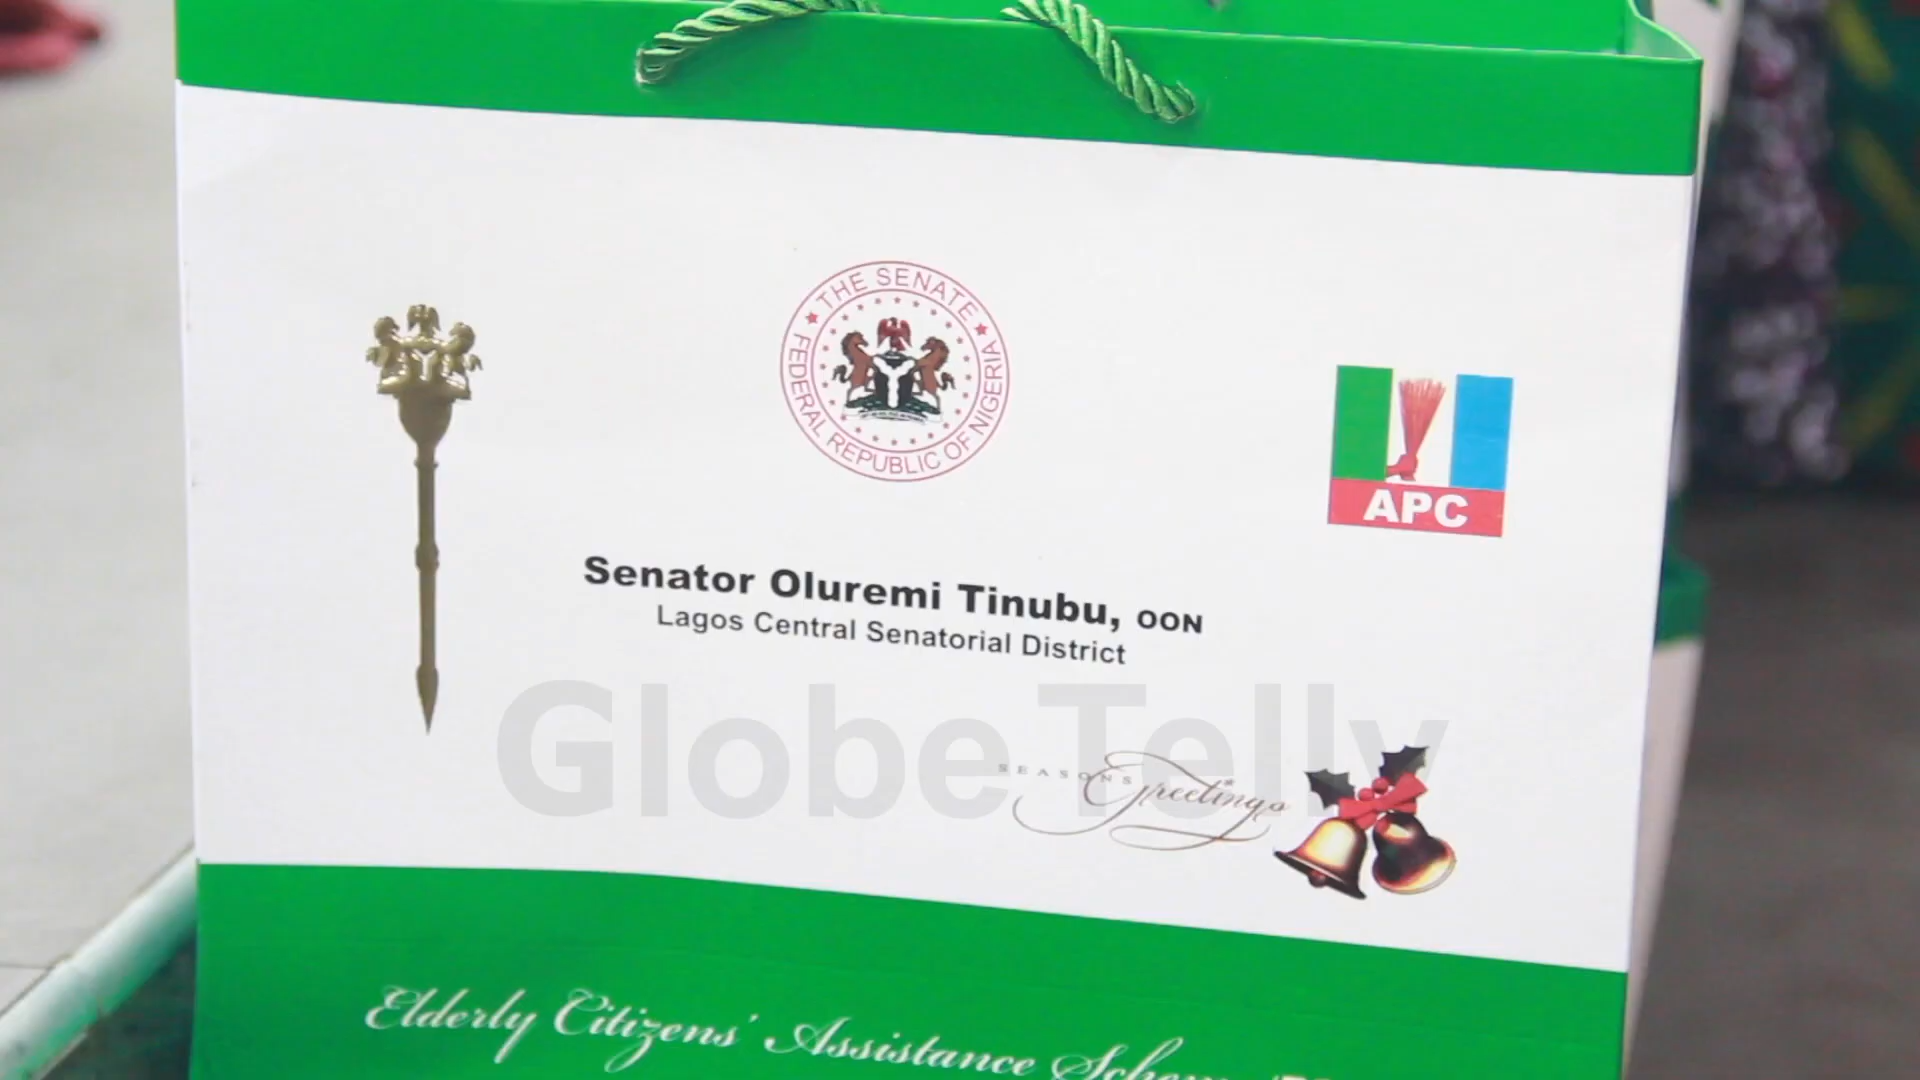 THE SENATE
FEDERAL REPUBLIC OF NIGERIA
APC
Senator Oluremi Tinubu, OON
Lagos Central Senatorial District
Globe Telly
SEASONS Greetings
Elderly Citizens' Assistance